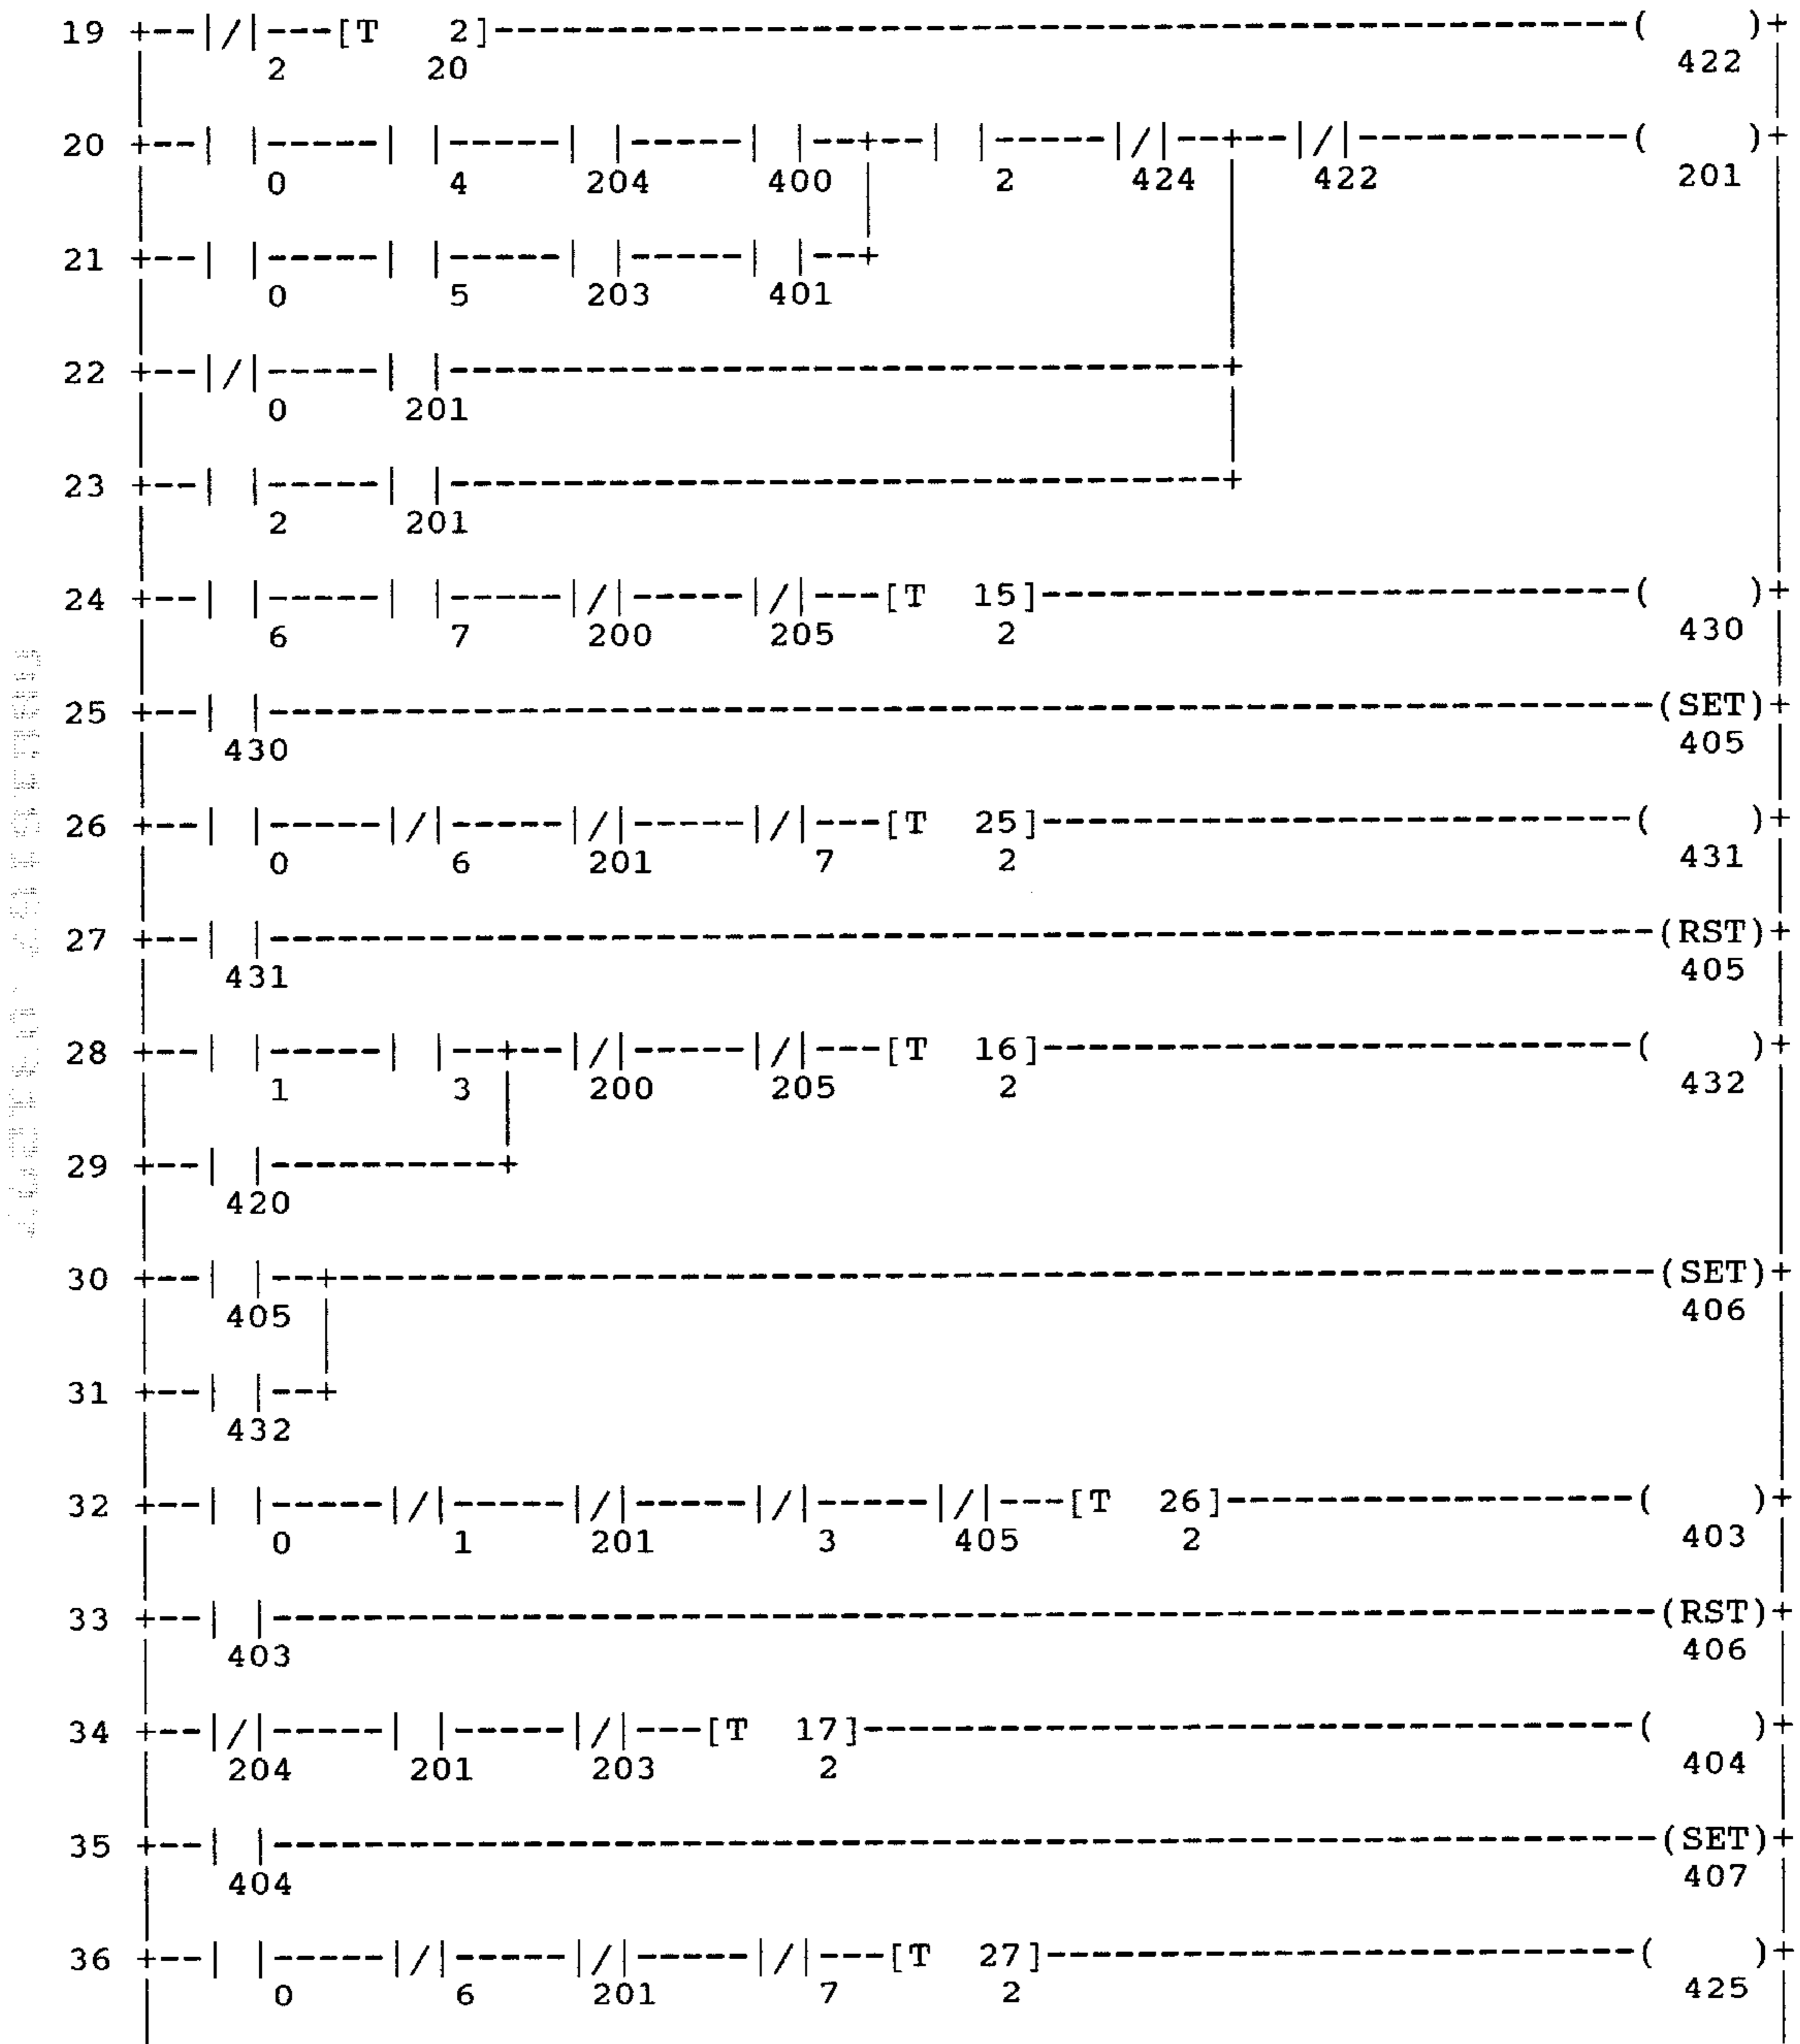 19 +--|/|---[T 2]--------------------------------------------------( )+
2 20 422
20 +--| |-----| |-----| |-----| |--+--| |-----|/|--+--|/|------------( )+
0 4 204 400 2 424 422 201
21 +--| |-----| |-----| |-----| |--+
0 5 203 401
22 +--|/|-----| |----------------------------------+
0 201
23 +--| |-----| |----------------------------------+
2 201
24 +--| |-----| |-----|/|-----|/|---[T 15]--------------------------( )+
6 7 200 205 2 430
25 +--| |------------------------------------------------------------(SET)+
430 405
26 +--| |-----|/|-----|/|-----|/|---[T 25]--------------------------( )+
0 6 201 7 2 431
27 +--| |------------------------------------------------------------(RST)+
431 405
28 +--| |-----| |--+--|/|-----|/|---[T 16]--------------------------( )+
1 3 200 205 2 432
29 +--| |----------+
420
30 +--| |--+---------------------------------------------------------(SET)+
405 406
31 +--| |--+
432
32 +--| |-----|/|-----|/|-----|/|-----|/|---[T 26]------------------( )+
0 1 201 3 405 2 403
33 +--| |------------------------------------------------------------(RST)+
403 406
34 +--|/|-----| |-----|/|---[T 17]----------------------------------( )+
204 201 203 2 404
35 +--| |------------------------------------------------------------(SET)+
404 407
36 +--| |-----|/|-----|/|-----|/|---[T 27]--------------------------( )+
0 6 201 7 2 425